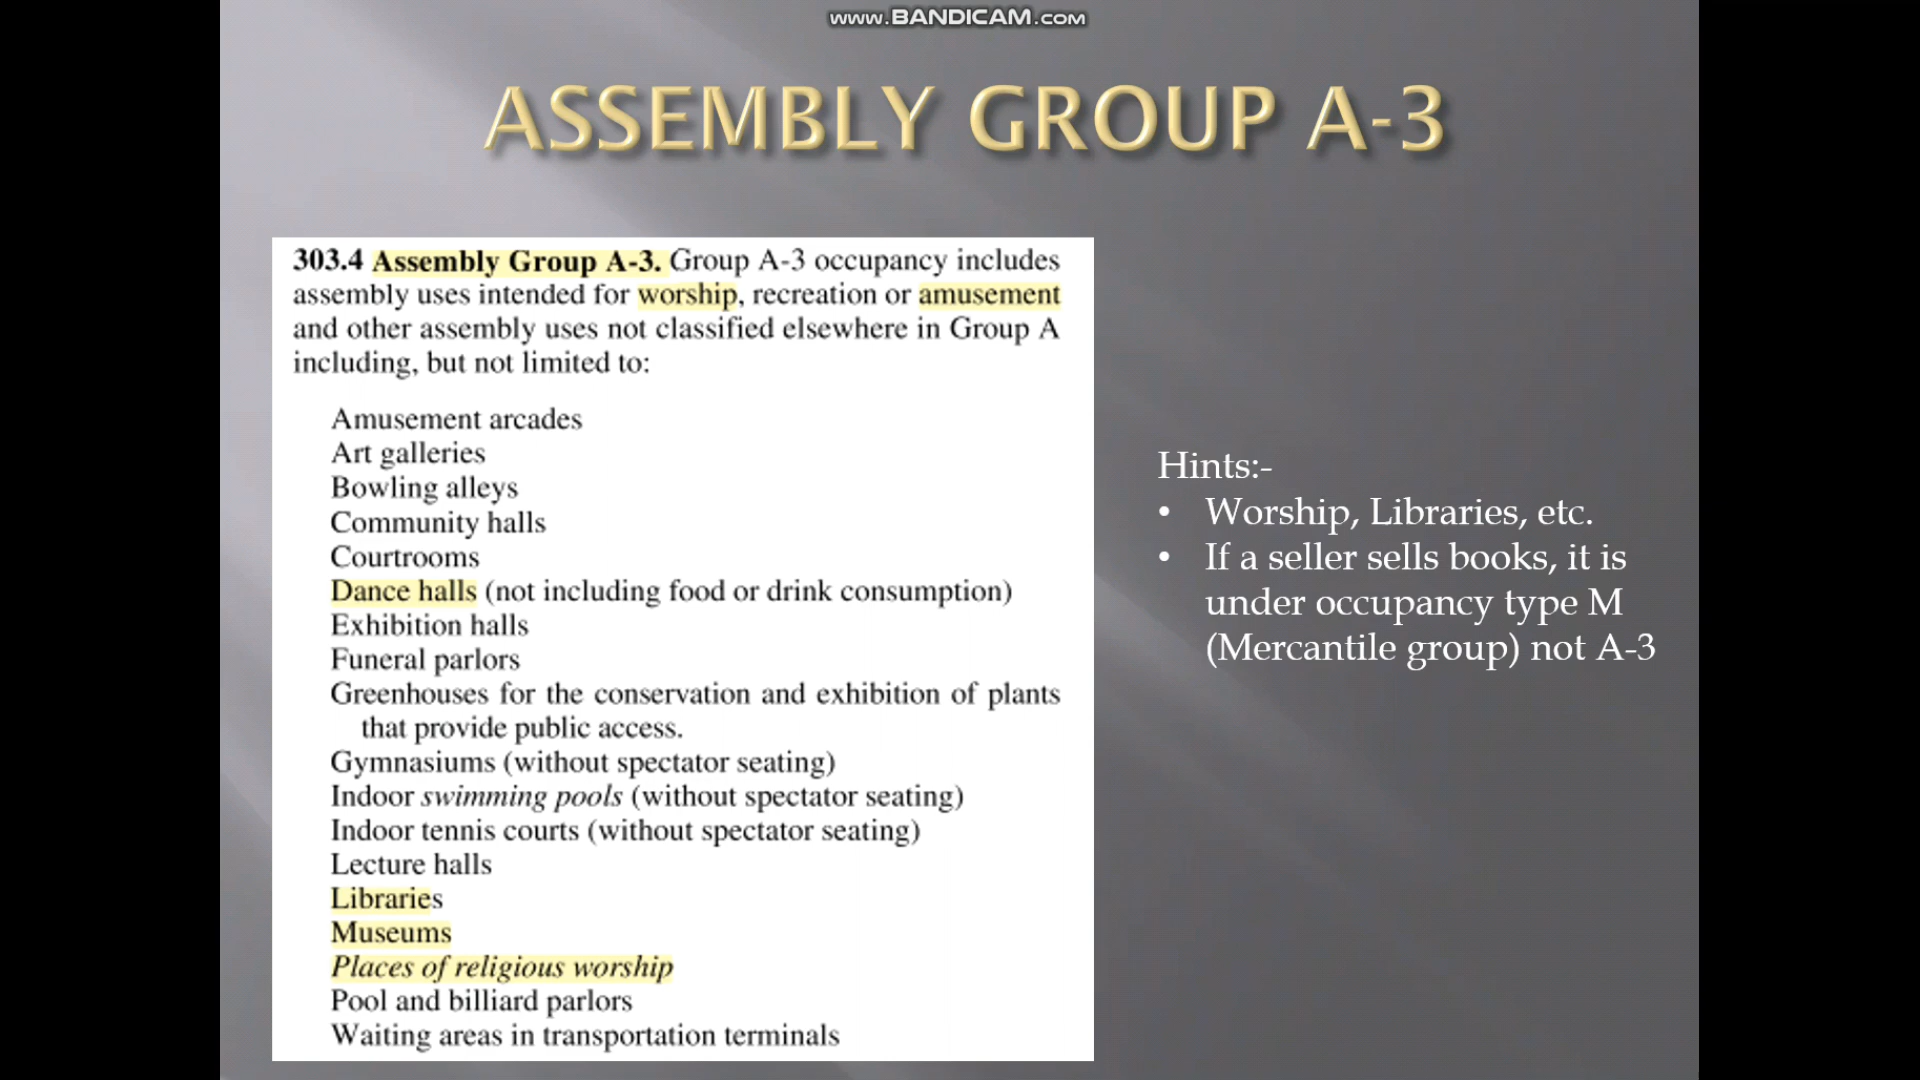 www.BANDICAM.com
ASSEMBLY GROUP A-3
303.4 Assembly Group A-3. Group A-3 occupancy includes
assembly uses intended for worship, recreation or amusement
and other assembly uses not classified elsewhere in Group A
including, but not limited to:
Amusement arcades
Art galleries
Bowling alleys
Community halls
Courtrooms
Dance halls (not including food or drink consumption)
Exhibition halls
Funeral parlors
Greenhouses for the conservation and exhibition of plants
that provide public access.
Gymnasiums (without spectator seating)
Indoor swimming pools (without spectator seating)
Indoor tennis courts (without spectator seating)
Lecture halls
Libraries
Museums
Places of religious worship
Pool and billiard parlors
Waiting areas in transportation terminals
Hints:-
• Worship, Libraries, etc.
• If a seller sells books, it is
under occupancy type M
(Mercantile group) not A-3